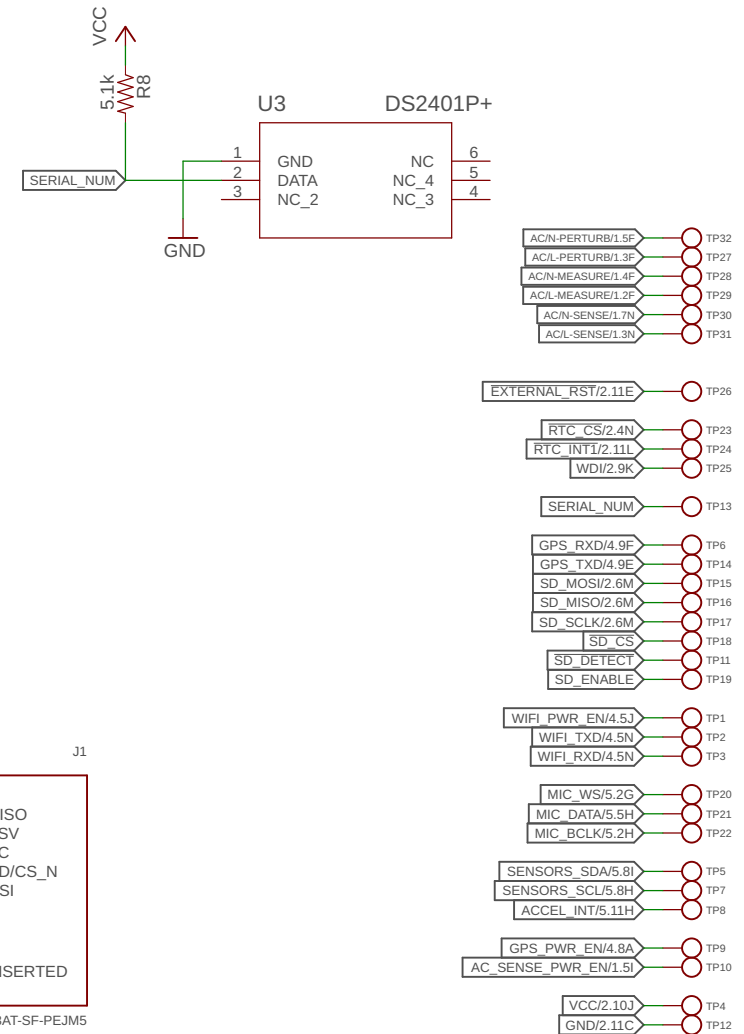 VCC
5.1k
R8
U3 DS2401P+
SERIAL_NUM
1 GND NC 6
2 DATA NC_4 5
3 NC_2 NC_3 4
GND
AC/N-PERTURB/1.5F TP32
AC/L-PERTURB/1.3F TP27
AC/N-MEASURE/1.4F TP28
AC/L-MEASURE/1.2F TP29
AC/N-SENSE/1.7N TP30
AC/L-SENSE/1.3N TP31
EXTERNAL_RST/2.11E TP26
RTC_CS/2.4N TP23
RTC_INT1/2.11L TP24
WDI/2.9K TP25
SERIAL_NUM TP13
GPS_RXD/4.9F TP6
GPS_TXD/4.9E TP14
SD_MOSI/2.6M TP15
SD_MISO/2.6M TP16
SD_SCLK/2.6M TP17
SD_CS TP18
SD_DETECT TP11
SD_ENABLE TP19
WIFI_PWR_EN/4.5J TP1
WIFI_TXD/4.5N TP2
WIFI_RXD/4.5N TP3
MIC_WS/5.2G TP20
MIC_DATA/5.5H TP21
MIC_BCLK/5.2H TP22
SENSORS_SDA/5.8I TP5
SENSORS_SCL/5.8H TP7
ACCEL_INT/5.11H TP8
GPS_PWR_EN/4.8A TP9
AC_SENSE_PWR_EN/1.5I TP10
VCC/2.10J TP4
GND/2.11C TP12
J1
ISO
SV
C
D/CS_N
SI
NSERTED
BAT-SF-PEJM5